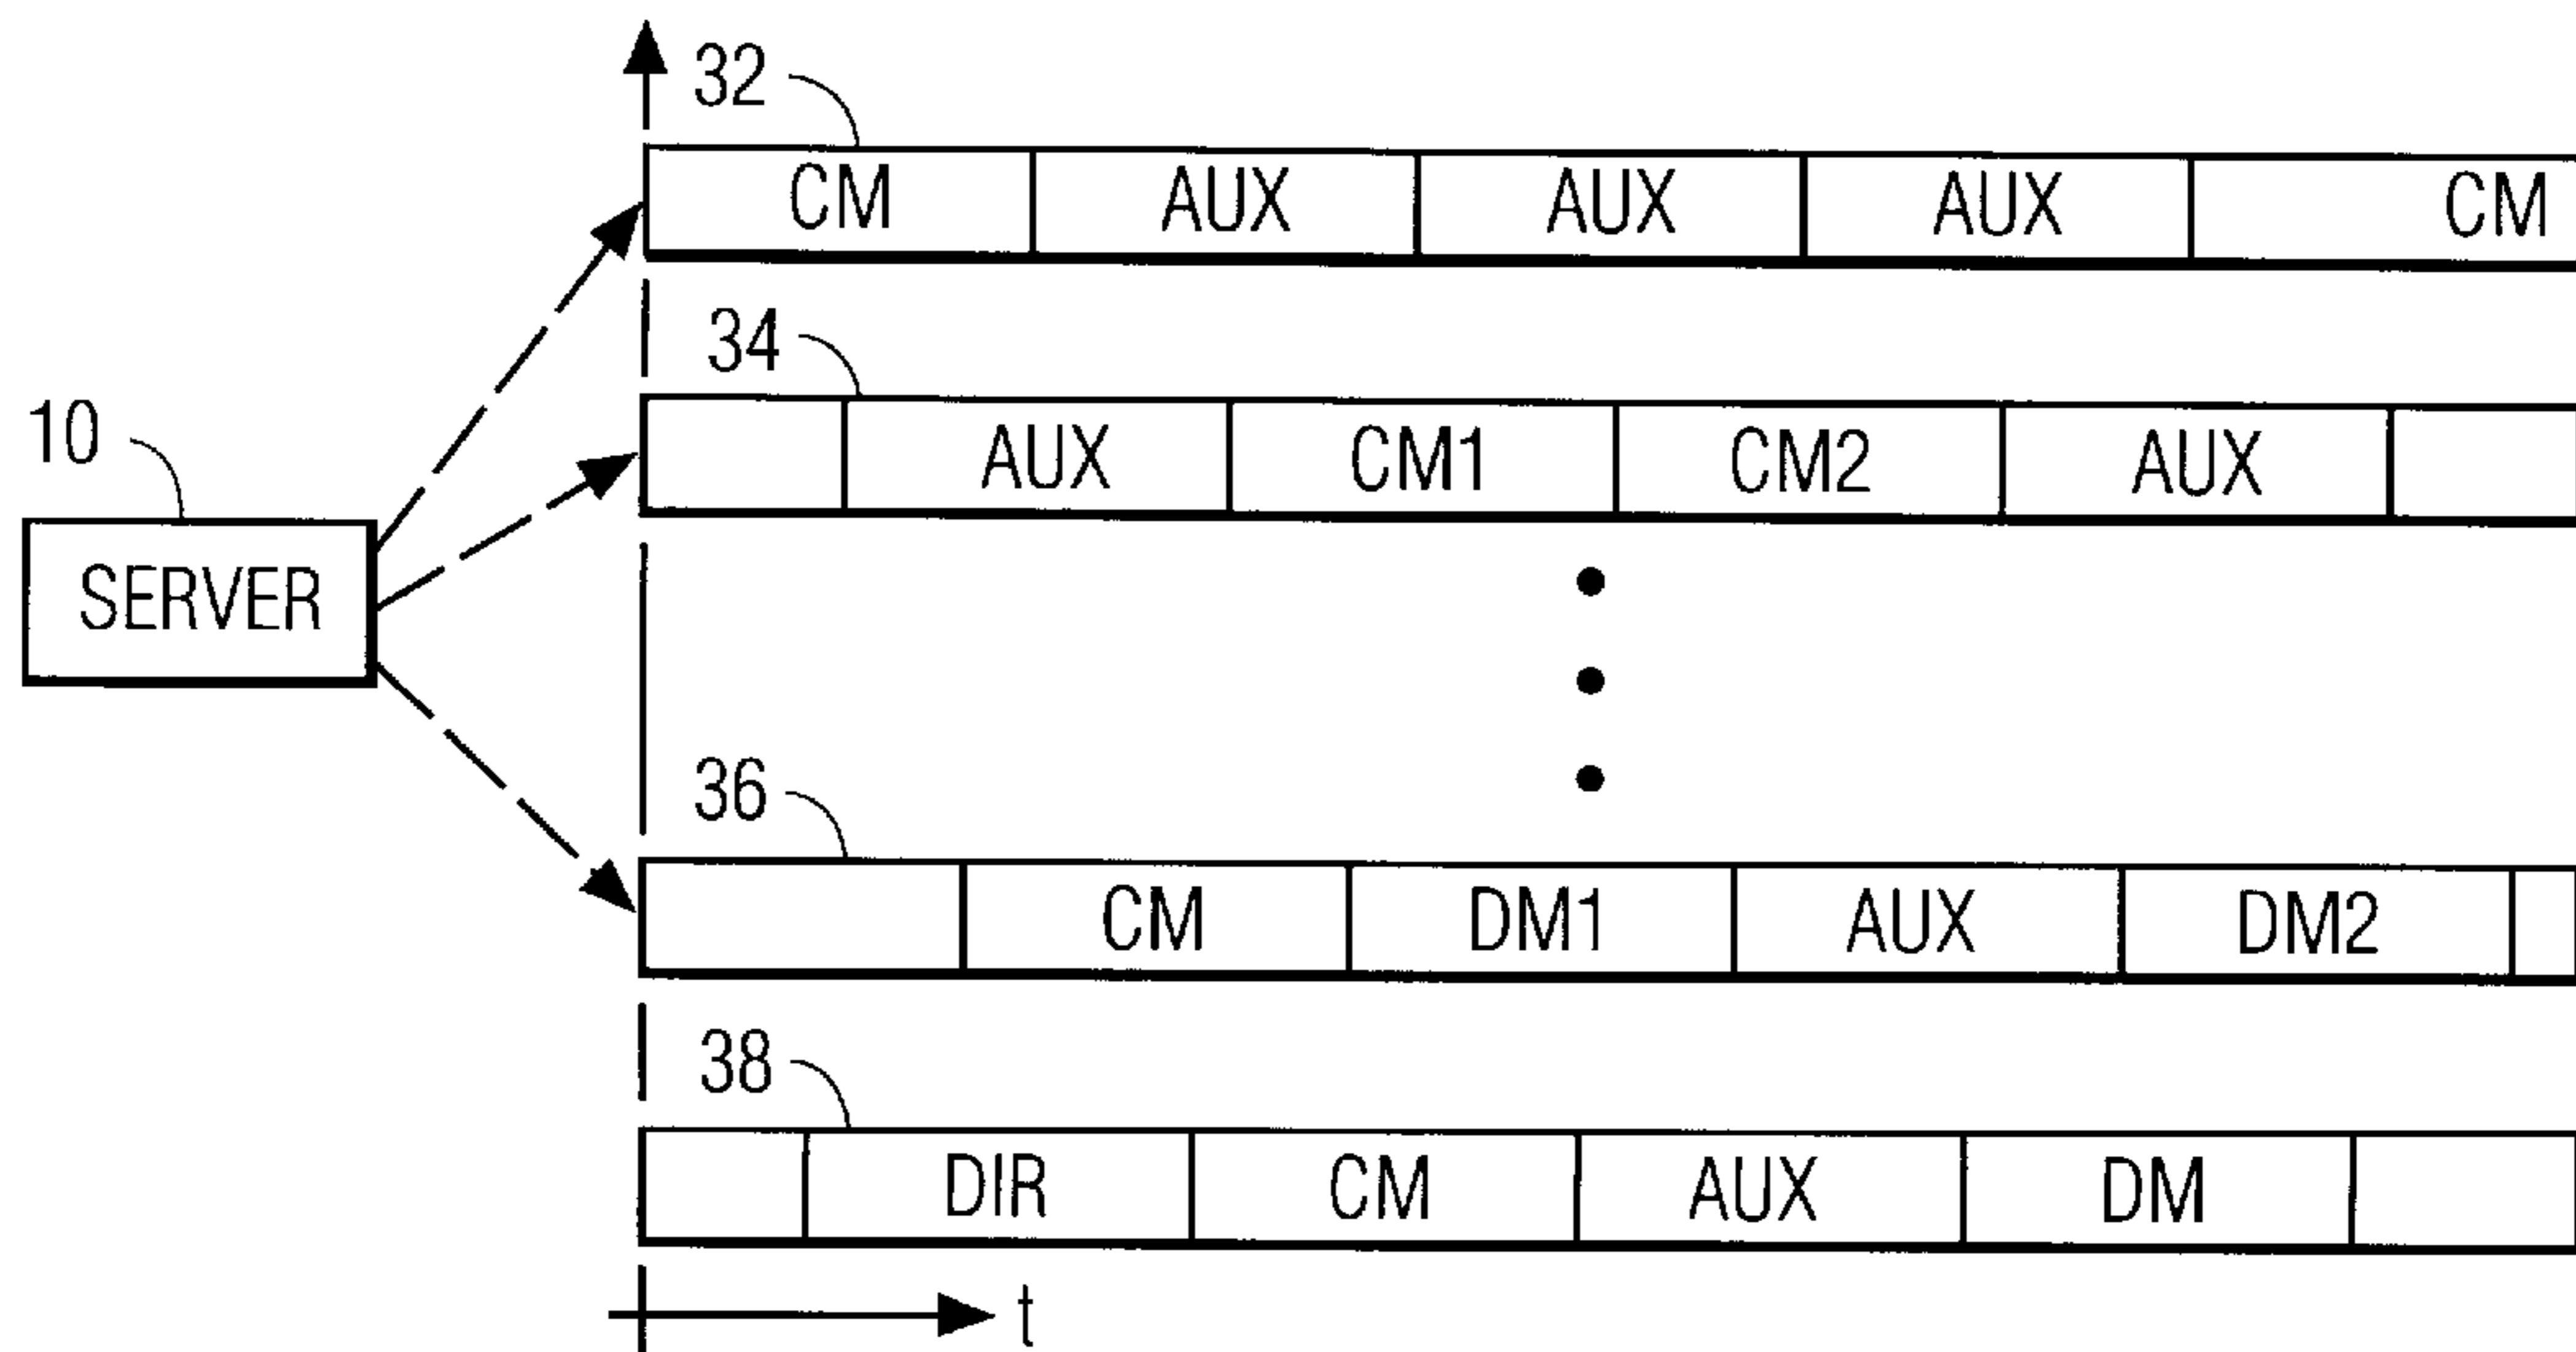 32
CM AUX AUX AUX CM
34
AUX CM1 CM2 AUX
10
SERVER
36
CM DM1 AUX DM2
38
DIR CM AUX DM
t